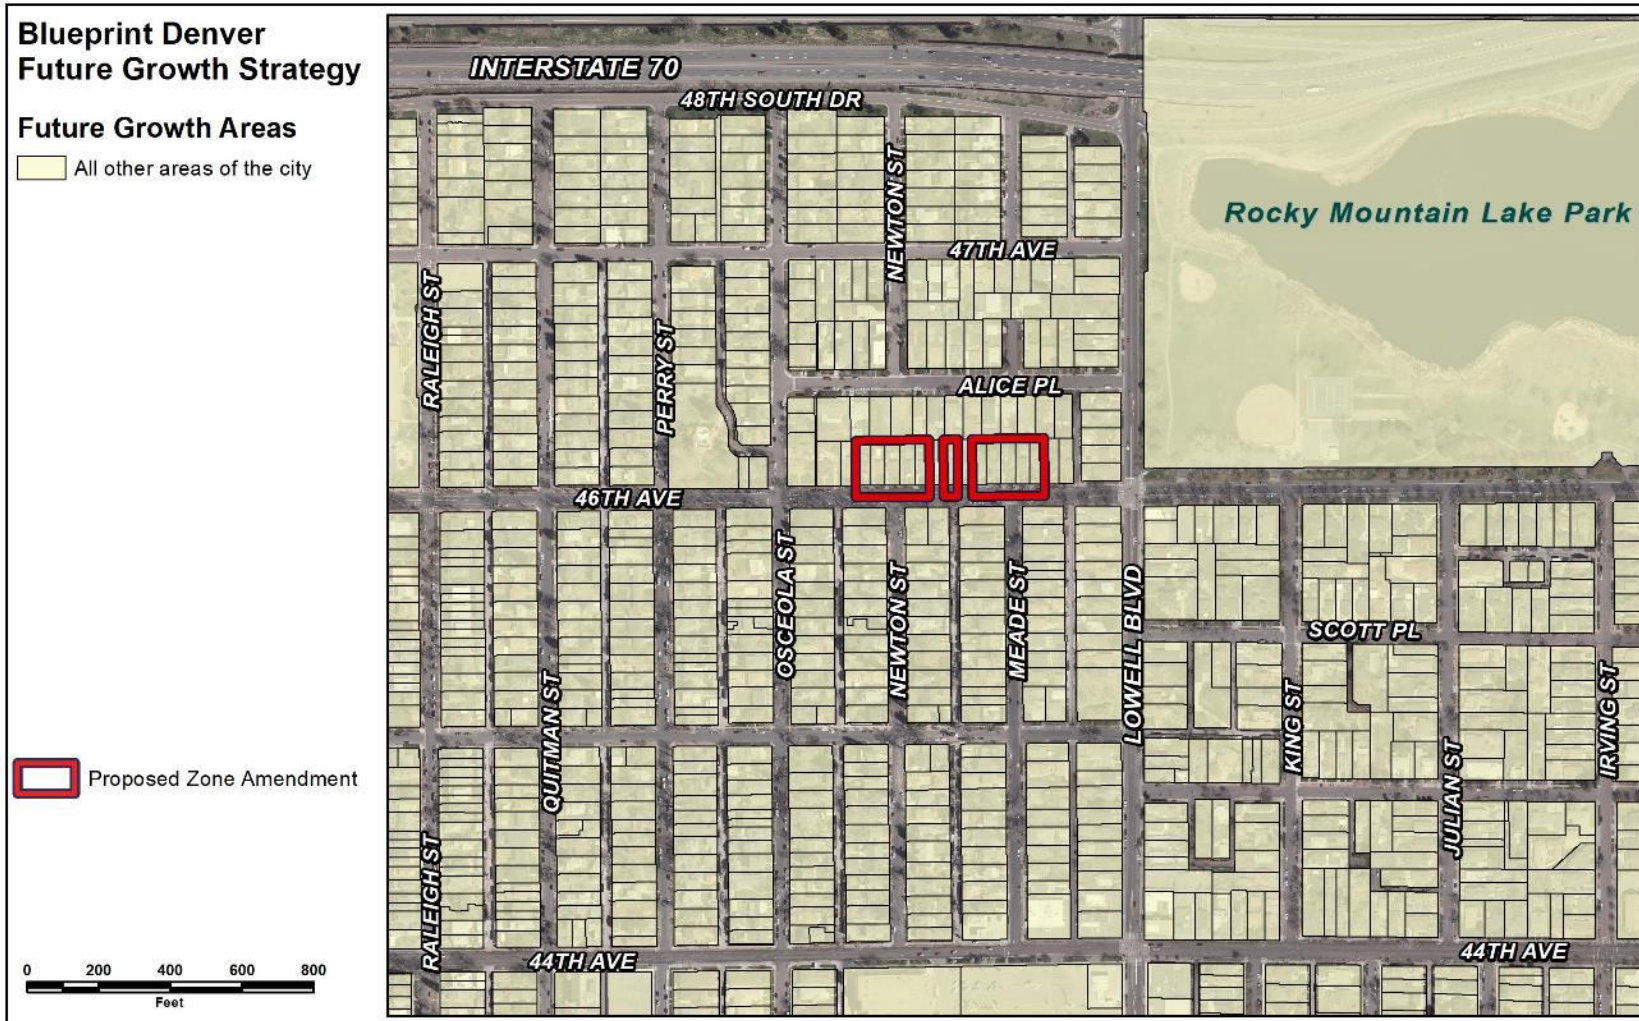 Blueprint Denver
Future Growth Strategy
Future Growth Areas
All other areas of the city
Proposed Zone Amendment
0 200 400 600 800
Feet
INTERSTATE 70
48TH SOUTH DR
NEWTON ST
Rocky Mountain Lake Park
47TH AVE
RALEIGH ST
PERRY ST
ALICE PL
46TH AVE
OSCEOLA ST
NEWTON ST
MEADE ST
LOWELL BLVD
SCOTT PL
QUITMAN ST
KING ST
IRVING ST
JULIAN ST
RALEIGH ST
44TH AVE
44TH AVE